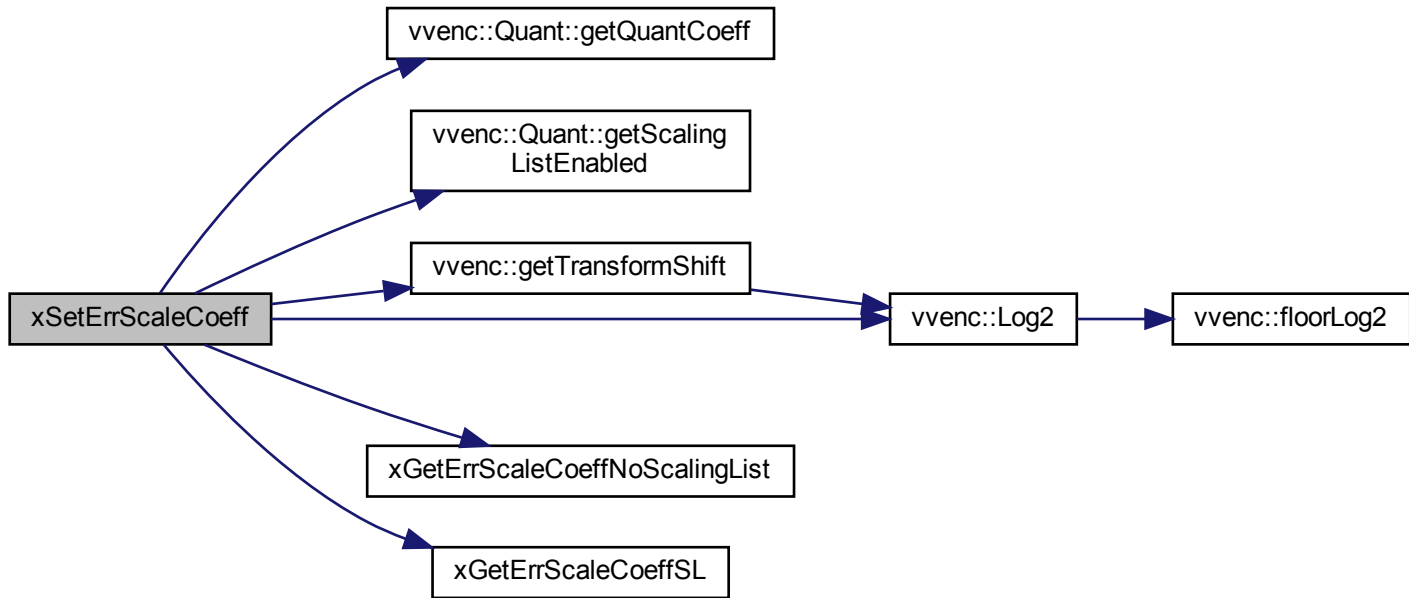 vvenc::Quant::getQuantCoeff
vvenc::Quant::getScaling
ListEnabled
vvenc::getTransformShift
xSetErrScaleCoeff
vvenc::Log2
vvenc::floorLog2
xGetErrScaleCoeffNoScalingList
xGetErrScaleCoeffSL